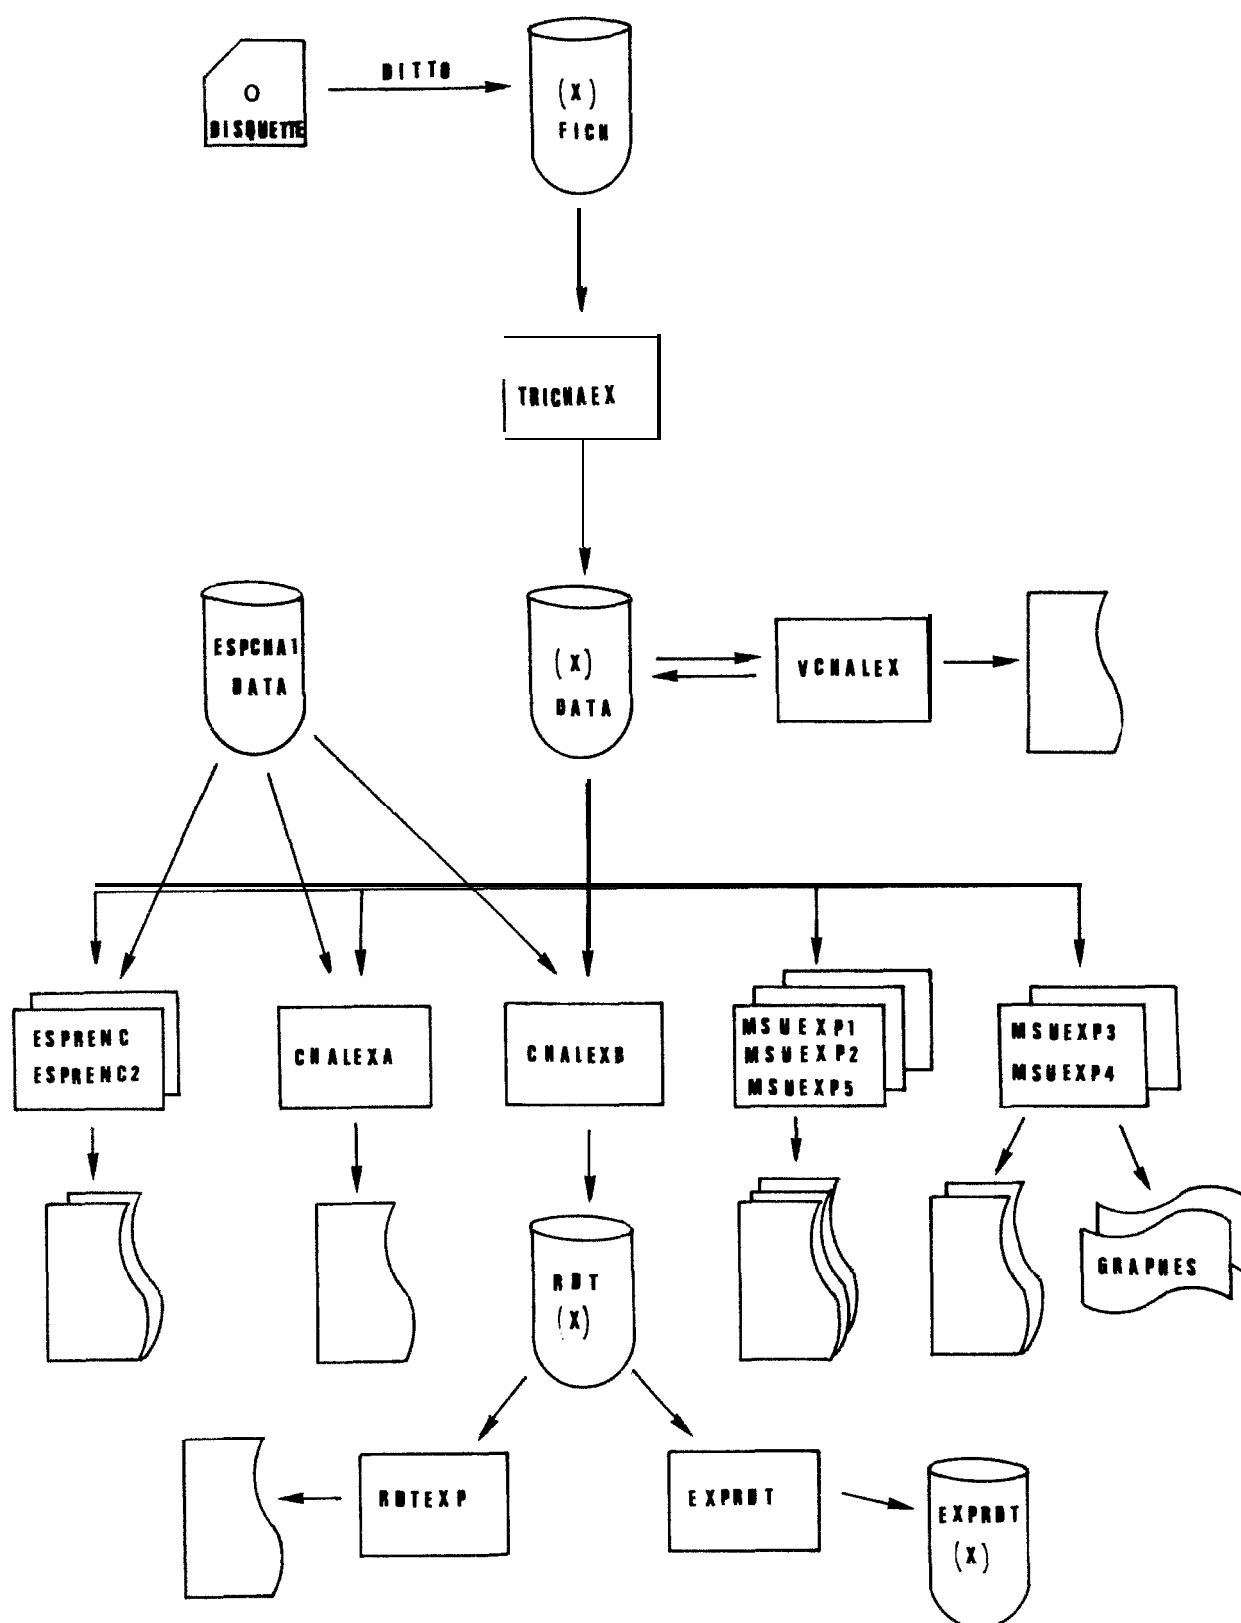 DITTO
DISQUETTE
(X)
FICH
TRICHAEX
ESPCHA1
DATA
(X)
DATA
VCHALEX
ESPRENC
ESPRENC2
CHALEXA
CHALEXB
MSUEXP1
MSUEXP2
MSUEXP5
MSUEXP3
MSUEXP4
RDT
(X)
GRAPHES
RDTEXP
EXPRDT
EXPRDT
(X)